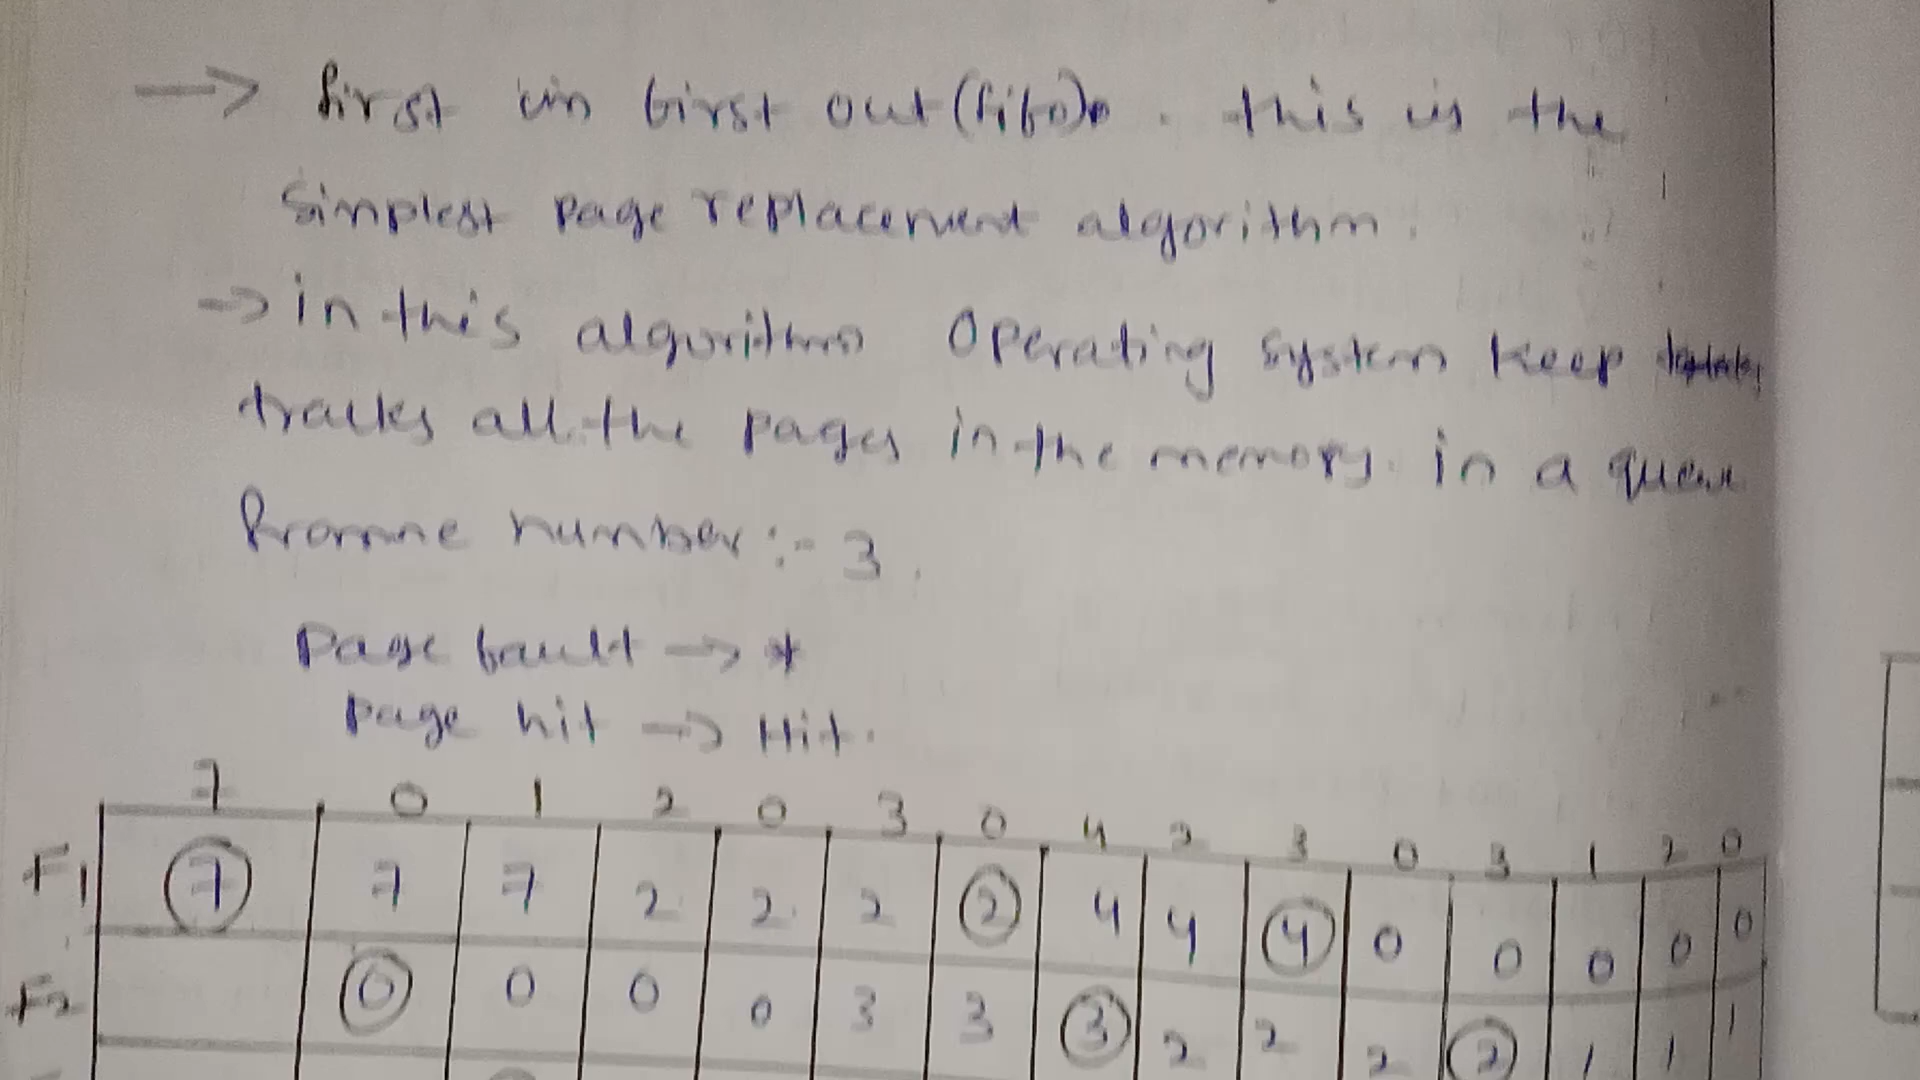 → first in first out (fifo). this is the
simplest page replacement algorithm.
→ in this algorithm Operating system keep
tracks all the pages in the memory. in a queue
number :- 3.
Page fault → *
Page hit → Hit.
7 0 1 2 0 3 0 4 2 3 0 3 1 2 0
F1 7 7 7 2 2 2 2 4 4 4 0 0 0 0 0
F2 0 0 0 0 3 3 3 2 2 2 2 1 1 1